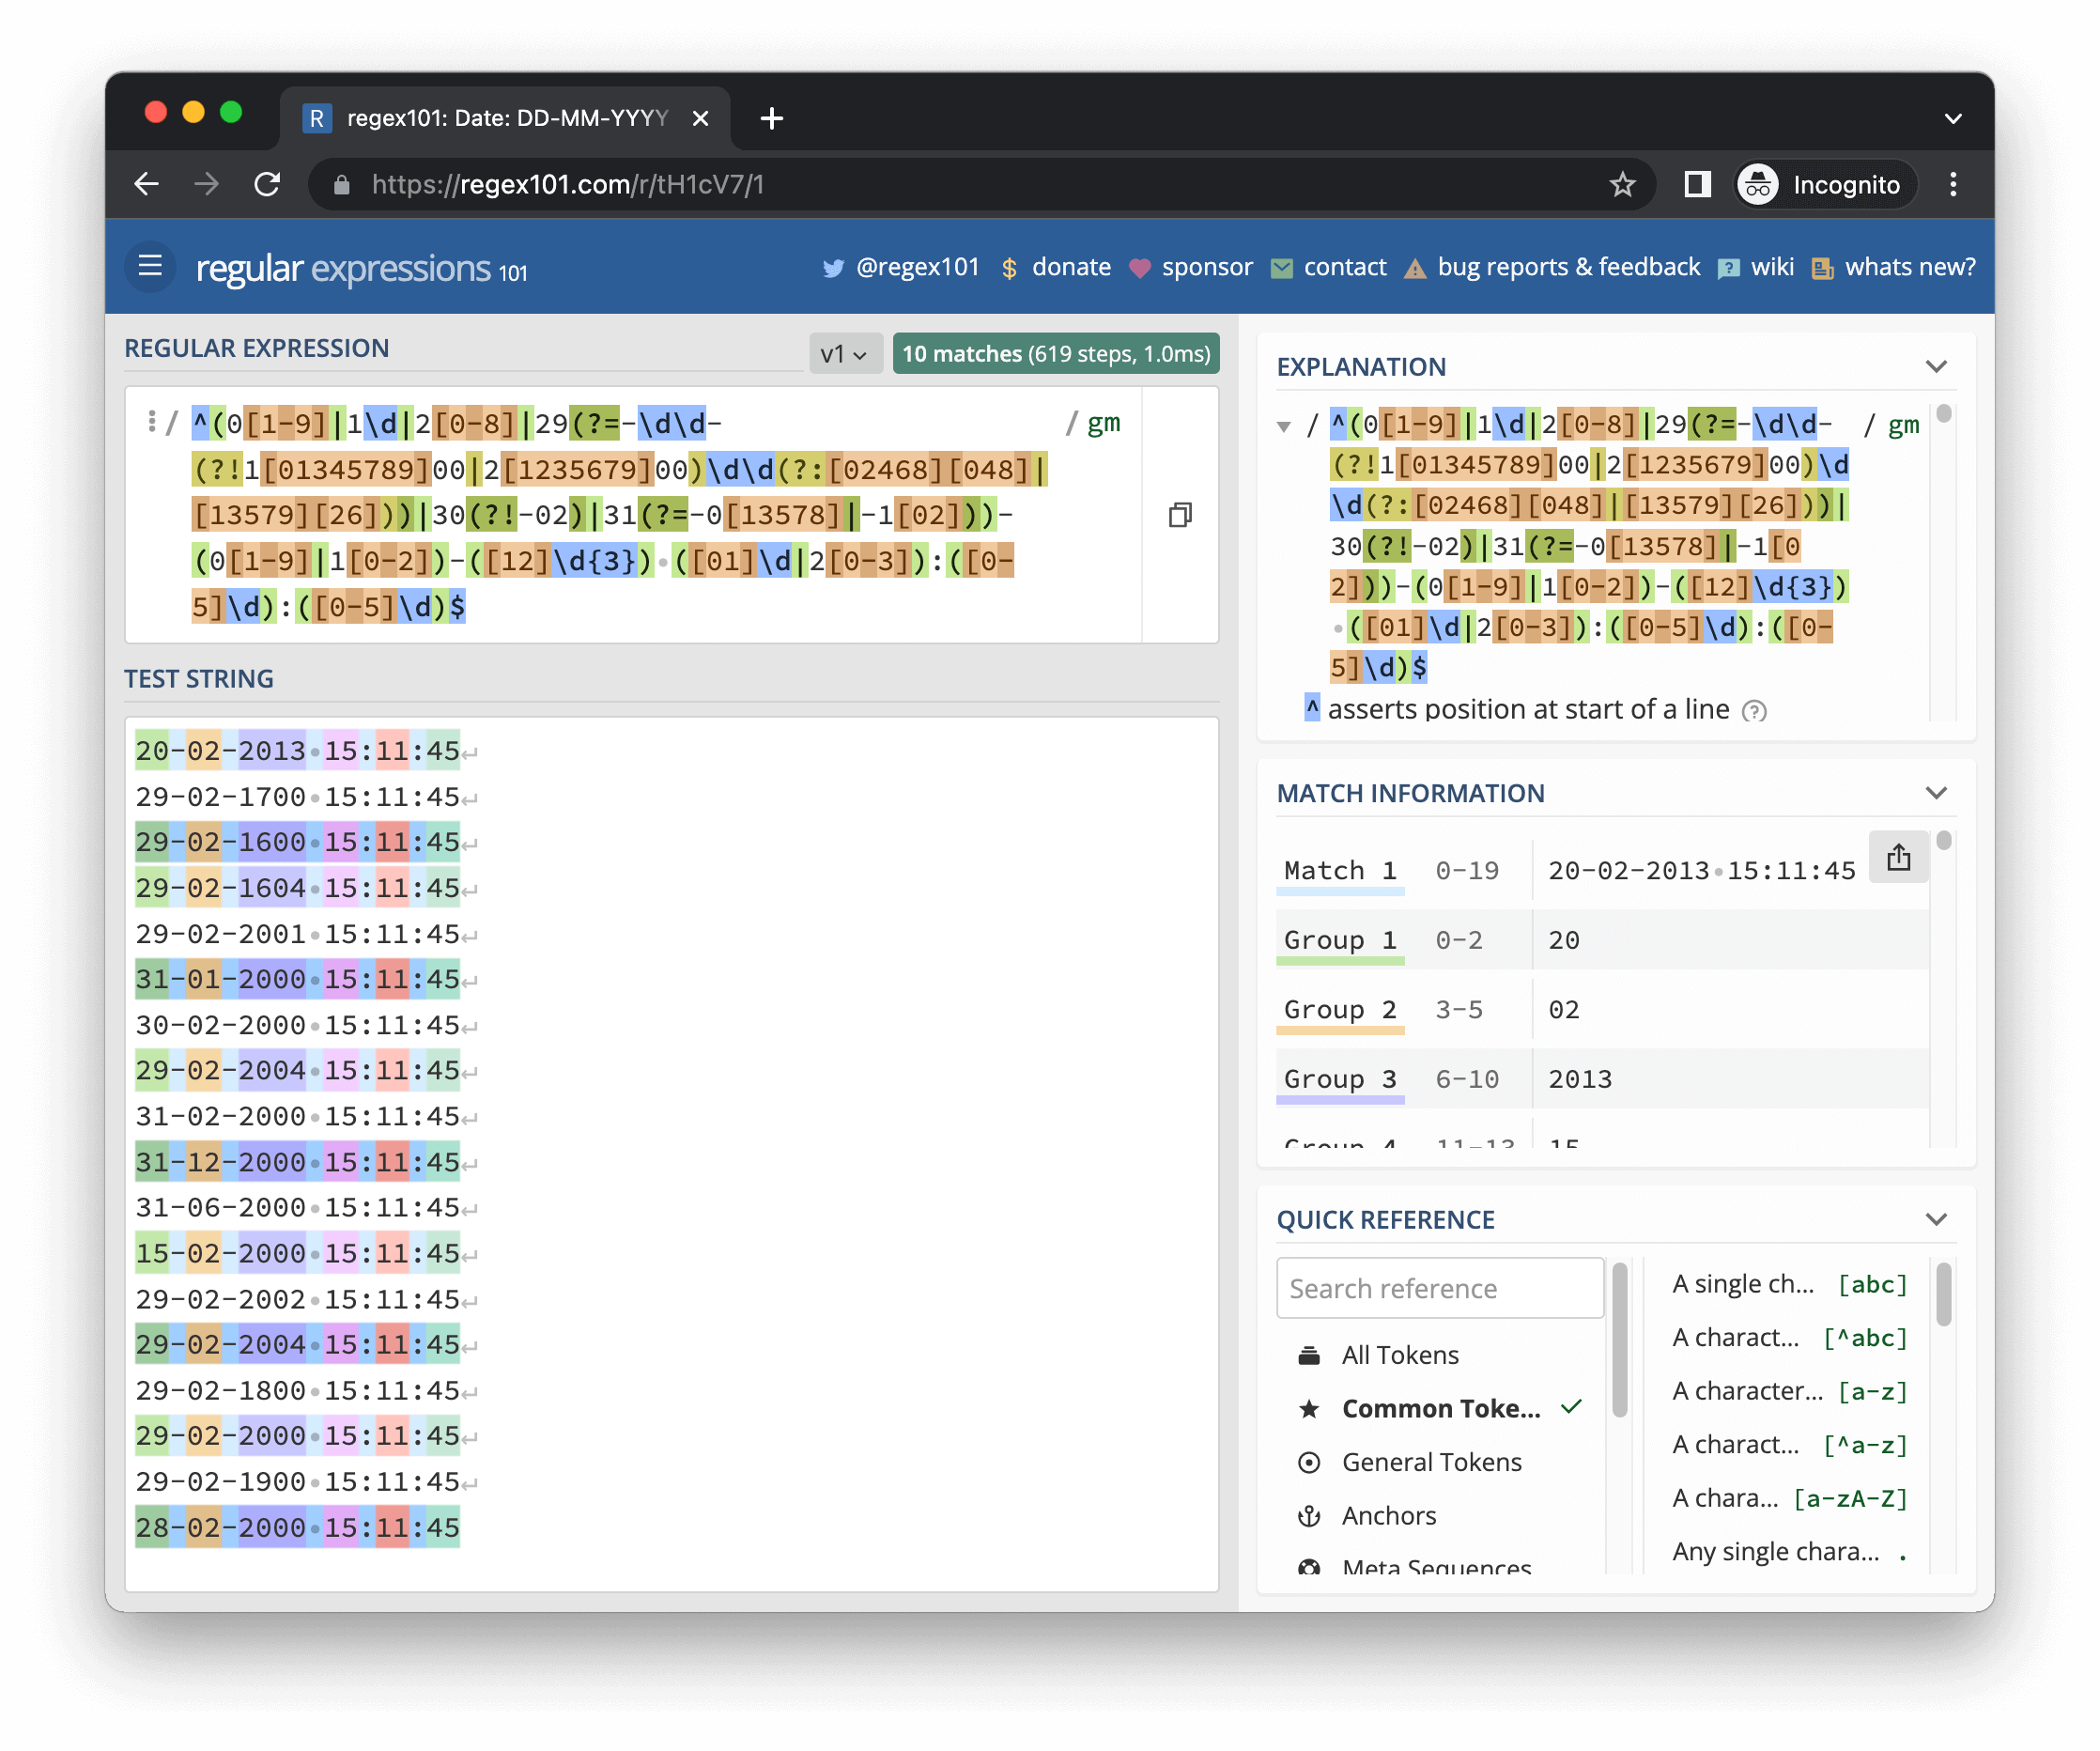 R regex101: Date: DD-MM-YYYY
https://regex101.com/r/tH1cV7/1
Incognito
regular expressions 101
@regex101 $ donate sponsor contact bug reports & feedback wiki whats new?
REGULAR EXPRESSION
v1
10 matches (619 steps, 1.0ms)
/ ^(0[1-9]|1\d|2[0-8]|29(?=-\d\d- / gm
(?!1[01345789]00|2[1235679]00)\d\d(?:[02468][048]|
[13579][26]))|30(?!-02)|31(?=-0[13578]|-1[02]))-
(0[1-9]|1[0-2])-([12]\d{3})·([01]\d|2[0-3]):([0-
5]\d):([0-5]\d)$
TEST STRING
20-02-2013·15:11:45↵
29-02-1700·15:11:45↵
29-02-1600·15:11:45↵
29-02-1604·15:11:45↵
29-02-2001·15:11:45↵
31-01-2000·15:11:45↵
30-02-2000·15:11:45↵
29-02-2004·15:11:45↵
31-02-2000·15:11:45↵
31-12-2000·15:11:45↵
31-06-2000·15:11:45↵
15-02-2000·15:11:45↵
29-02-2002·15:11:45↵
29-02-2004·15:11:45↵
29-02-1800·15:11:45↵
29-02-2000·15:11:45↵
29-02-1900·15:11:45↵
28-02-2000·15:11:45
EXPLANATION
/ ^(0[1-9]|1\d|2[0-8]|29(?=-\d\d- / gm
(?!1[01345789]00|2[1235679]00)\d
\d(?:[02468][048]|[13579][26]))|
30(?!-02)|31(?=-0[13578]|-1[0
2]))-(0[1-9]|1[0-2])-([12]\d{3})
·([01]\d|2[0-3]):([0-5]\d):([0-
5]\d)$
^ asserts position at start of a line ?
MATCH INFORMATION
Match 1 0-19 20-02-2013·15:11:45
Group 1 0-2 20
Group 2 3-5 02
Group 3 6-10 2013
Group 4 11-13 15
QUICK REFERENCE
Search reference
All Tokens
Common Toke...
General Tokens
Anchors
Meta Sequences
A single ch... [abc]
A charact... [^abc]
A character... [a-z]
A charact... [^a-z]
A chara... [a-zA-Z]
Any single chara... .